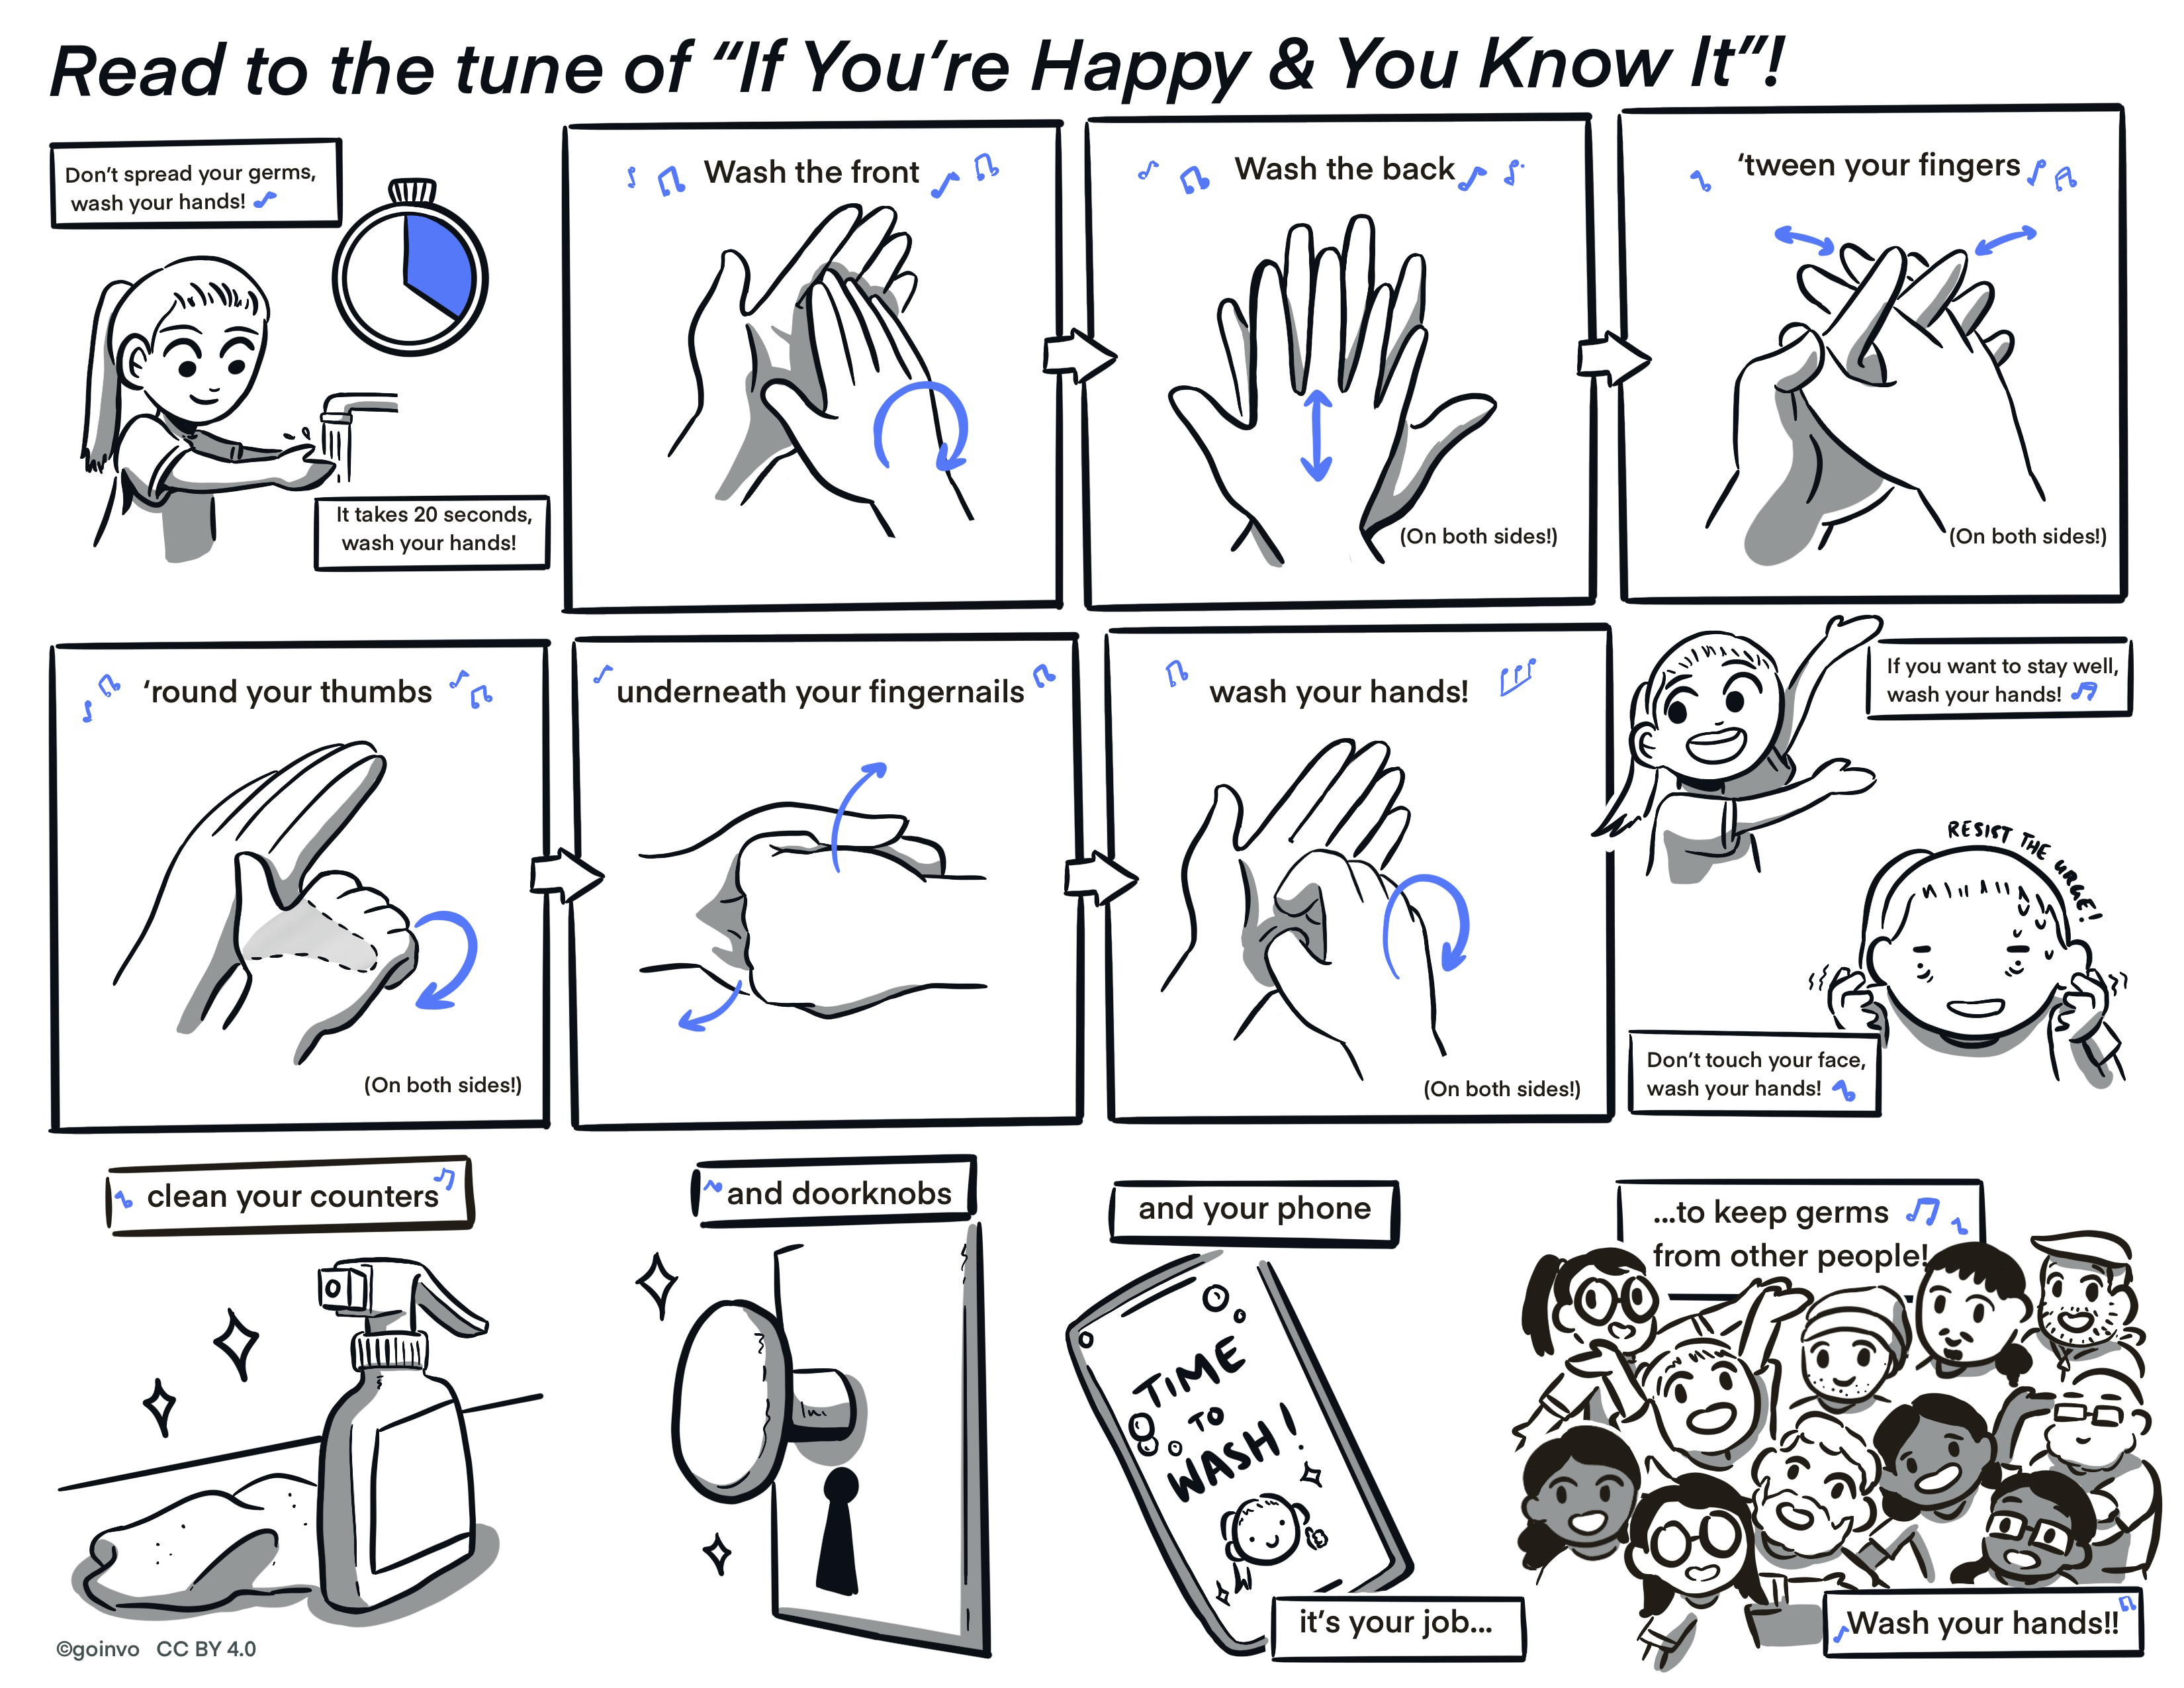 Read to the tune of “If You’re Happy & You Know It”!
Don’t spread your germs,
wash your hands!
It takes 20 seconds,
wash your hands!
Wash the front
Wash the back
(On both sides!)
‘tween your fingers
(On both sides!)
‘round your thumbs
(On both sides!)
underneath your fingernails
wash your hands!
(On both sides!)
If you want to stay well,
wash your hands!
RESIST THE URGE!
Don’t touch your face,
wash your hands!
clean your counters
and doorknobs
and your phone
TIME
TO
WASH!
it’s your job...
...to keep germs
from other people!
Wash your hands!!
©goinvo CC BY 4.0